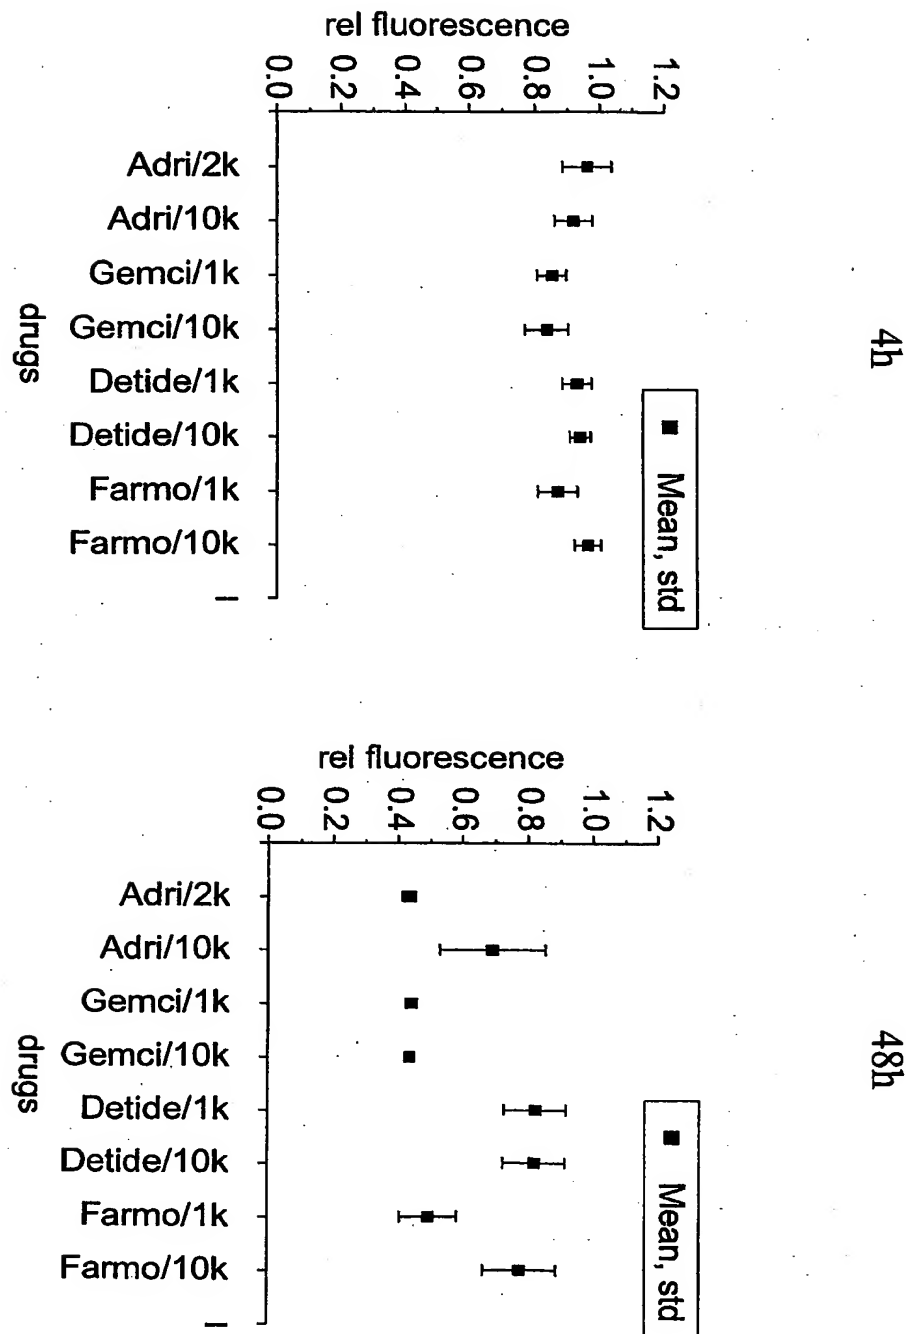 4h
rel fluorescence
0.0
0.2
0.4
0.6
0.8
1.0
1.2
Adri/2k
Adri/10k
Gemci/1k
Gemci/10k
Detide/1k
Detide/10k
Farmo/1k
Farmo/10k
I
drugs
Mean, std
48h
rel fluorescence
0.0
0.2
0.4
0.6
0.8
1.0
1.2
Adri/2k
Adri/10k
Gemci/1k
Gemci/10k
Detide/1k
Detide/10k
Farmo/1k
Farmo/10k
I
drugs
Mean, std